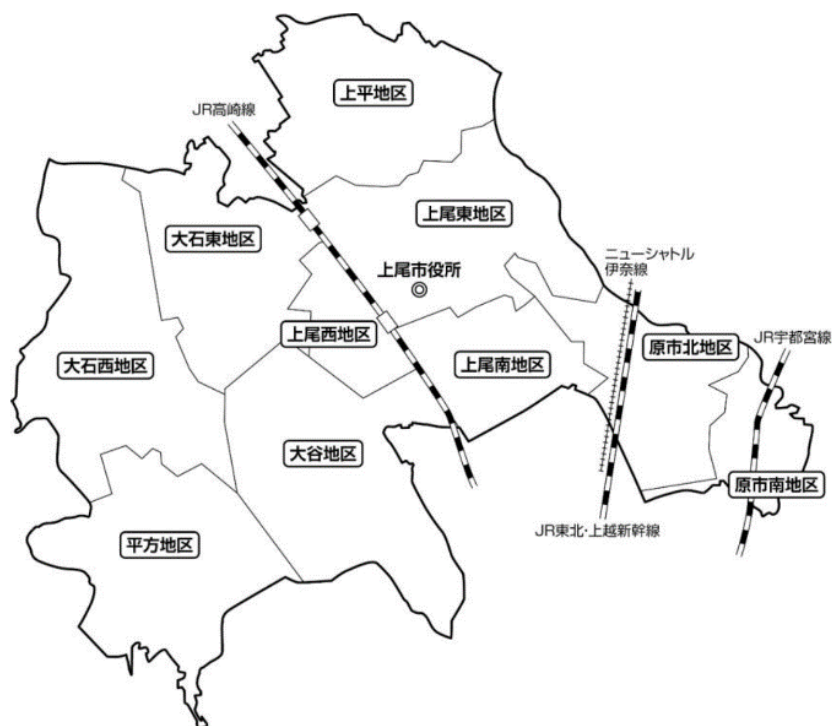 上平地区
JR高崎線
上尾東地区
大石東地区
ニューシャトル
伊奈線
上尾市役所
上尾西地区
JR宇都宮線
原市北地区
大石西地区
上尾南地区
大谷地区
原市南地区
JR東北・上越新幹線
平方地区